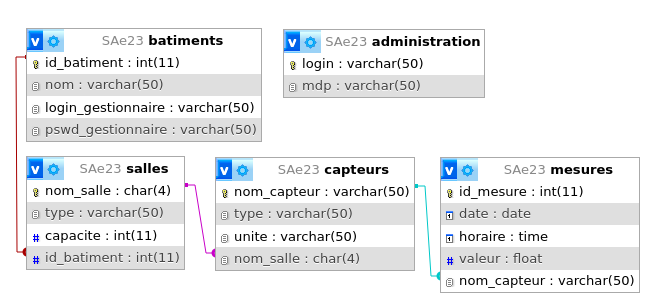 v SAe23 batiments
id_batiment : int(11)
nom : varchar(50)
login_gestionnaire : varchar(50)
pswd_gestionnaire : varchar(50)
v SAe23 administration
login : varchar(50)
mdp : varchar(50)
v SAe23 salles
nom_salle : char(4)
type : varchar(50)
# capacite : int(11)
# id_batiment : int(11)
v SAe23 capteurs
nom_capteur : varchar(50)
type : varchar(50)
unite : varchar(50)
nom_salle : char(4)
v SAe23 mesures
id_mesure : int(11)
date : date
horaire : time
# valeur : float
nom_capteur : varchar(50)